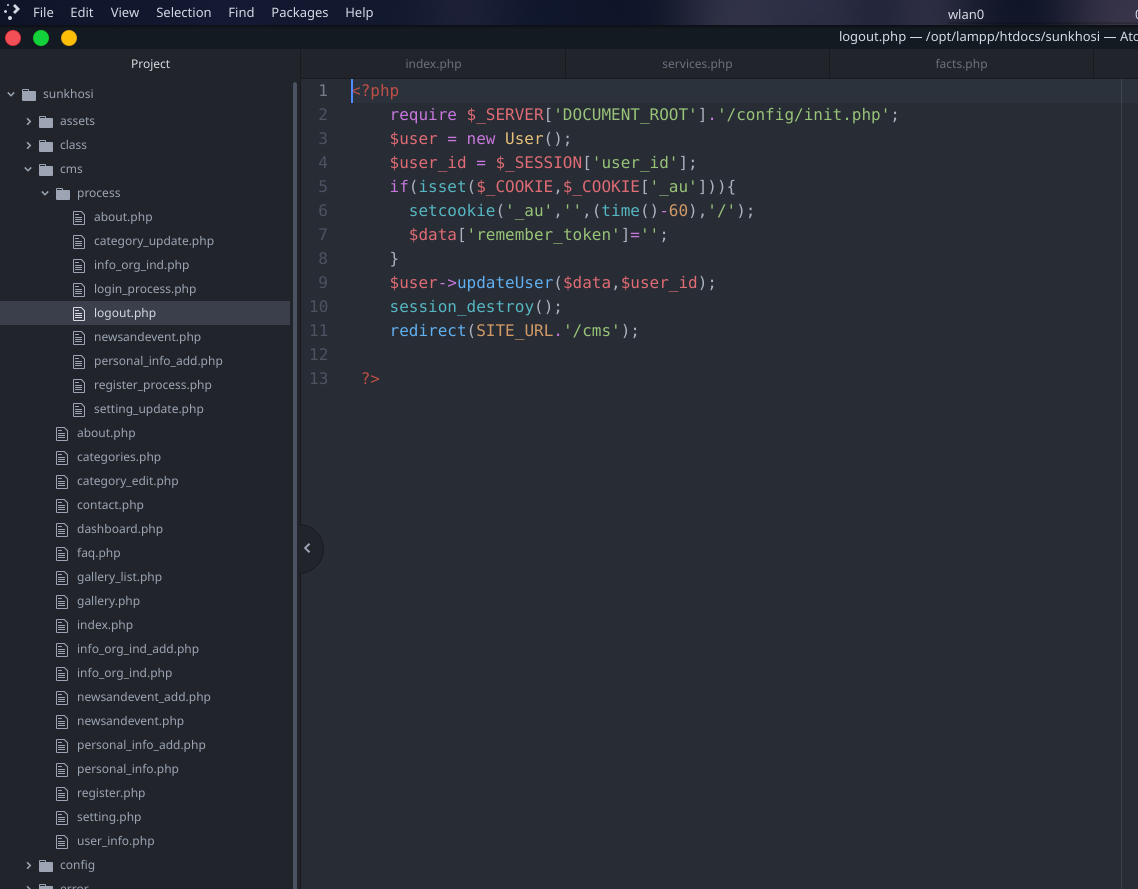 File Edit View Selection Find Packages Help wlan0
logout.php — /opt/lampp/htdocs/sunkhosi —
Project
index.php services.php facts.php
sunkhosi
assets
class
cms
process
about.php
category_update.php
info_org_ind.php
login_process.php
logout.php
newsandevent.php
personal_info_add.php
register_process.php
setting_update.php
about.php
categories.php
category_edit.php
contact.php
dashboard.php
faq.php
gallery_list.php
gallery.php
index.php
info_org_ind_add.php
info_org_ind.php
newsandevent_add.php
newsandevent.php
personal_info_add.php
personal_info.php
register.php
setting.php
user_info.php
config
error
1 <?php
2 require $_SERVER['DOCUMENT_ROOT'].'/config/init.php';
3 $user = new User();
4 $user_id = $_SESSION['user_id'];
5 if(isset($_COOKIE,$_COOKIE['_au'])){
6 setcookie('_au','',(time()-60),'/');
7 $data['remember_token']='';
8 }
9 $user->updateUser($data,$user_id);
10 session_destroy();
11 redirect(SITE_URL.'/cms');
12
13 ?>